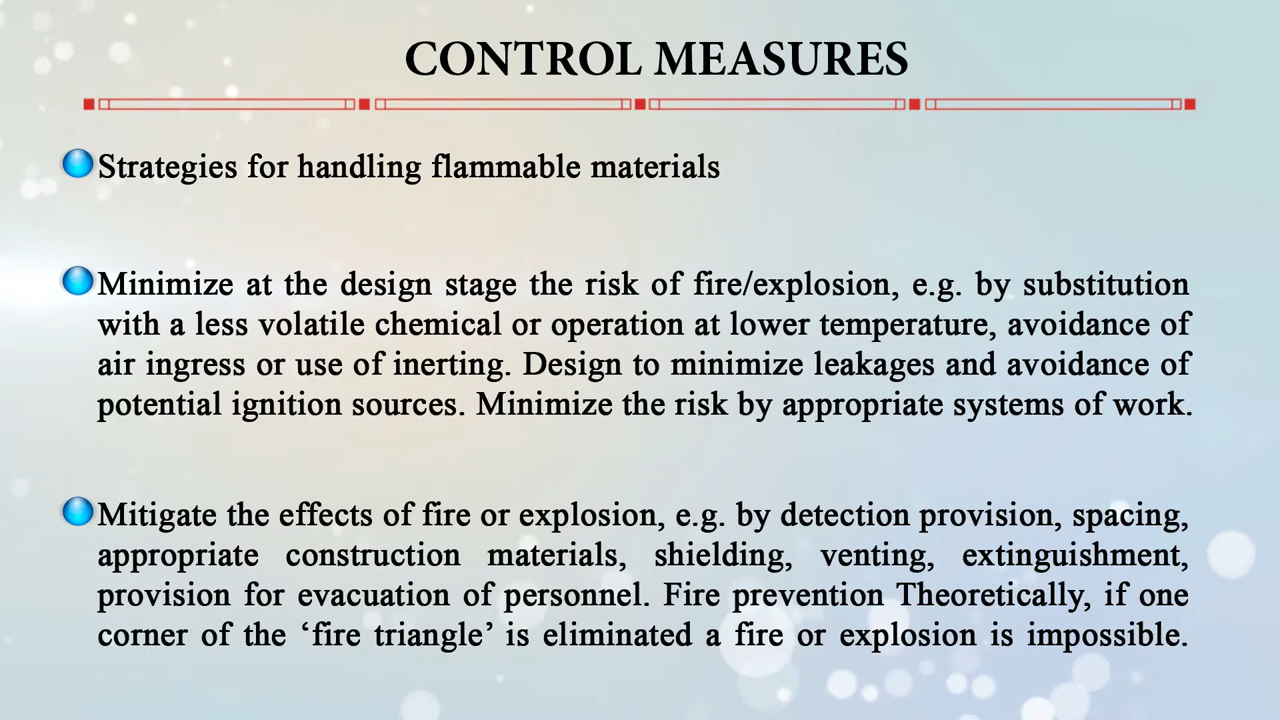 CONTROL MEASURES
Strategies for handling flammable materials
Minimize at the design stage the risk of fire/explosion, e.g. by substitution
with a less volatile chemical or operation at lower temperature, avoidance of
air ingress or use of inerting. Design to minimize leakages and avoidance of
potential ignition sources. Minimize the risk by appropriate systems of work.
Mitigate the effects of fire or explosion, e.g. by detection provision, spacing,
appropriate construction materials, shielding, venting, extinguishment,
provision for evacuation of personnel. Fire prevention Theoretically, if one
corner of the ‘fire triangle’ is eliminated a fire or explosion is impossible.